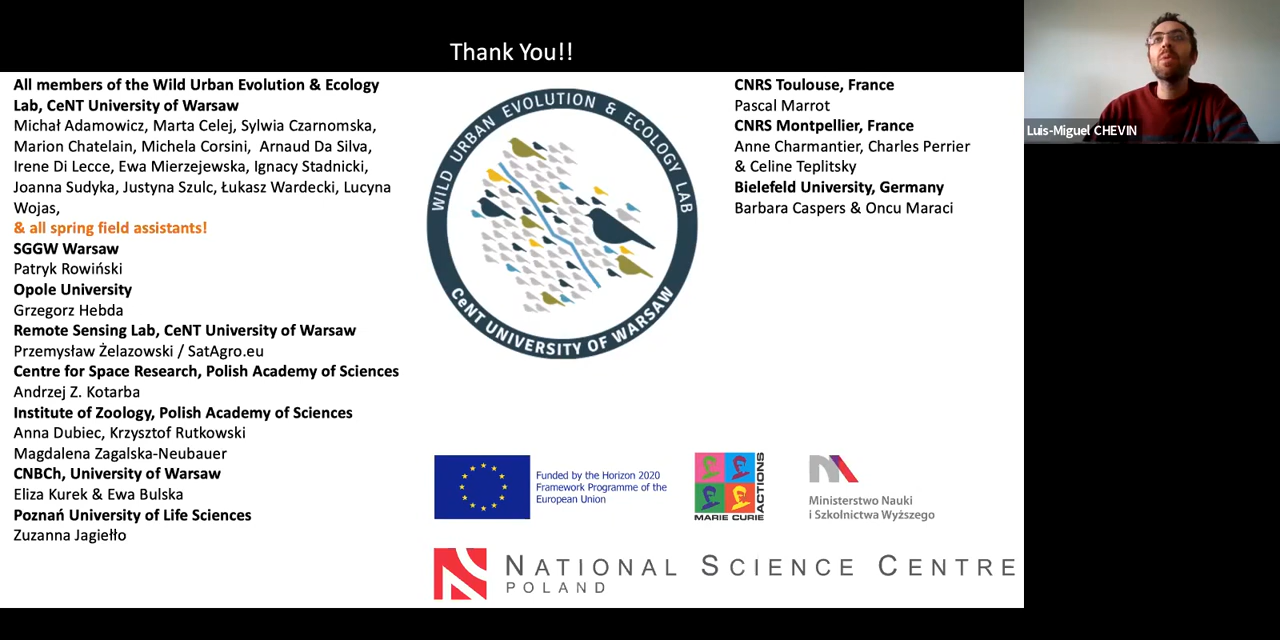 Thank You!!
All members of the Wild Urban Evolution & Ecology
Lab, CeNT University of Warsaw
Michał Adamowicz, Marta Celej, Sylwia Czarnomska,
Marion Chatelain, Michela Corsini, Arnaud Da Silva,
Irene Di Lecce, Ewa Mierzejewska, Ignacy Stadnicki,
Joanna Sudyka, Justyna Szulc, Łukasz Wardecki, Lucyna
Wojas,
& all spring field assistants!
SGGW Warsaw
Patryk Rowiński
Opole University
Grzegorz Hebda
Remote Sensing Lab, CeNT University of Warsaw
Przemysław Żelazowski / SatAgro.eu
Centre for Space Research, Polish Academy of Sciences
Andrzej Z. Kotarba
Institute of Zoology, Polish Academy of Sciences
Anna Dubiec, Krzysztof Rutkowski
Magdalena Zagalska-Neubauer
CNBCh, University of Warsaw
Eliza Kurek & Ewa Bulska
Poznań University of Life Sciences
Zuzanna Jagiełło
WILD URBAN EVOLUTION & ECOLOGY LAB
CeNT UNIVERSITY OF WARSAW
CNRS Toulouse, France
Pascal Marrot
CNRS Montpellier, France
Anne Charmantier, Charles Perrier
& Celine Teplitsky
Bielefeld University, Germany
Barbara Caspers & Oncu Maraci
Funded by the Horizon 2020
Framework Programme of the
European Union
MARIE CURIE
ACTIONS
Ministerstwo Nauki
i Szkolnictwa Wyższego
NATIONAL SCIENCE CENTRE
POLAND
Luis-Miguel CHEVIN